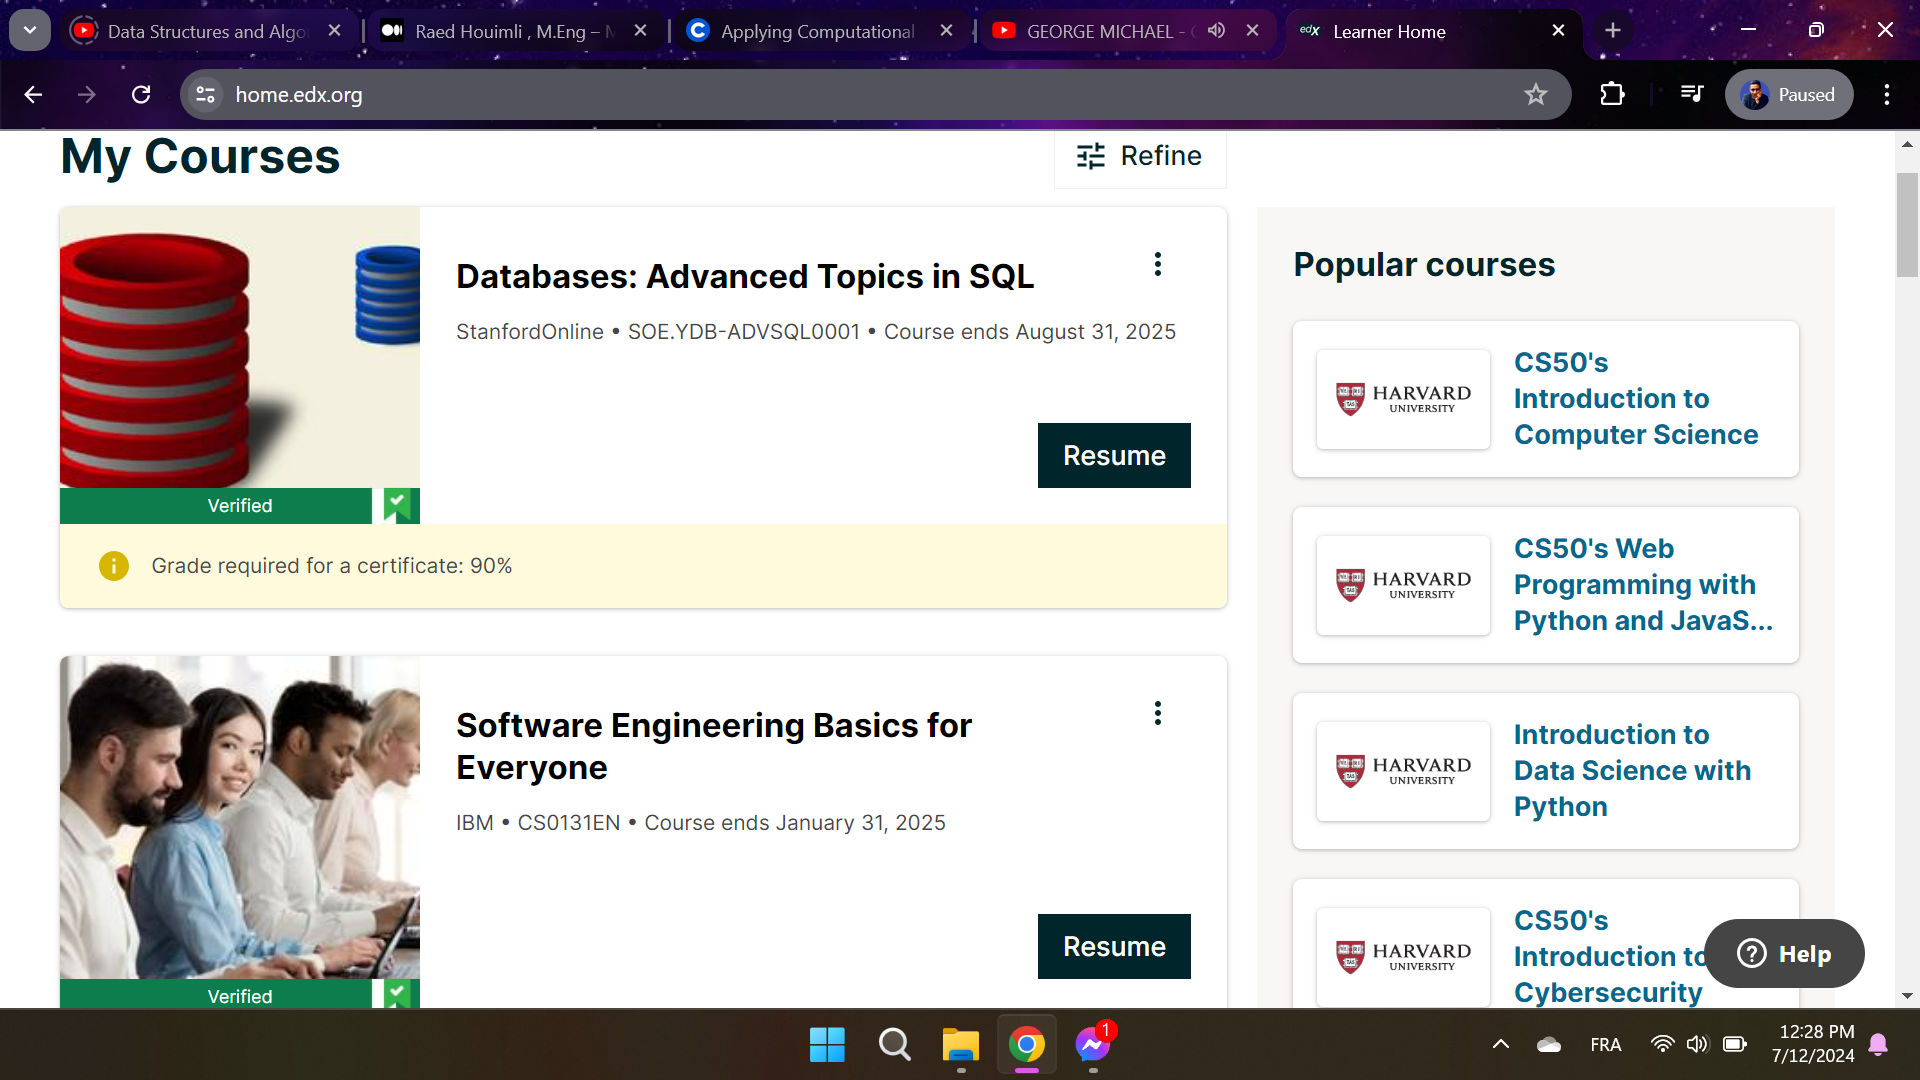 Data Structures and Algo
Raed Houimli , M.Eng – M
Applying Computational
GEORGE MICHAEL - C
edX
Learner Home
home.edx.org
Paused
My Courses
Refine
Databases: Advanced Topics in SQL
StanfordOnline • SOE.YDB-ADVSQL0001 • Course ends August 31, 2025
Resume
Verified
Grade required for a certificate: 90%
Software Engineering Basics for
Everyone
IBM • CS0131EN • Course ends January 31, 2025
Resume
Verified
Popular courses
HARVARD
UNIVERSITY
CS50's
Introduction to
Computer Science
HARVARD
UNIVERSITY
CS50's Web
Programming with
Python and JavaS...
HARVARD
UNIVERSITY
Introduction to
Data Science with
Python
HARVARD
UNIVERSITY
CS50's
Introduction to
Cybersecurity
Help
1
FRA
12:28 PM
7/12/2024